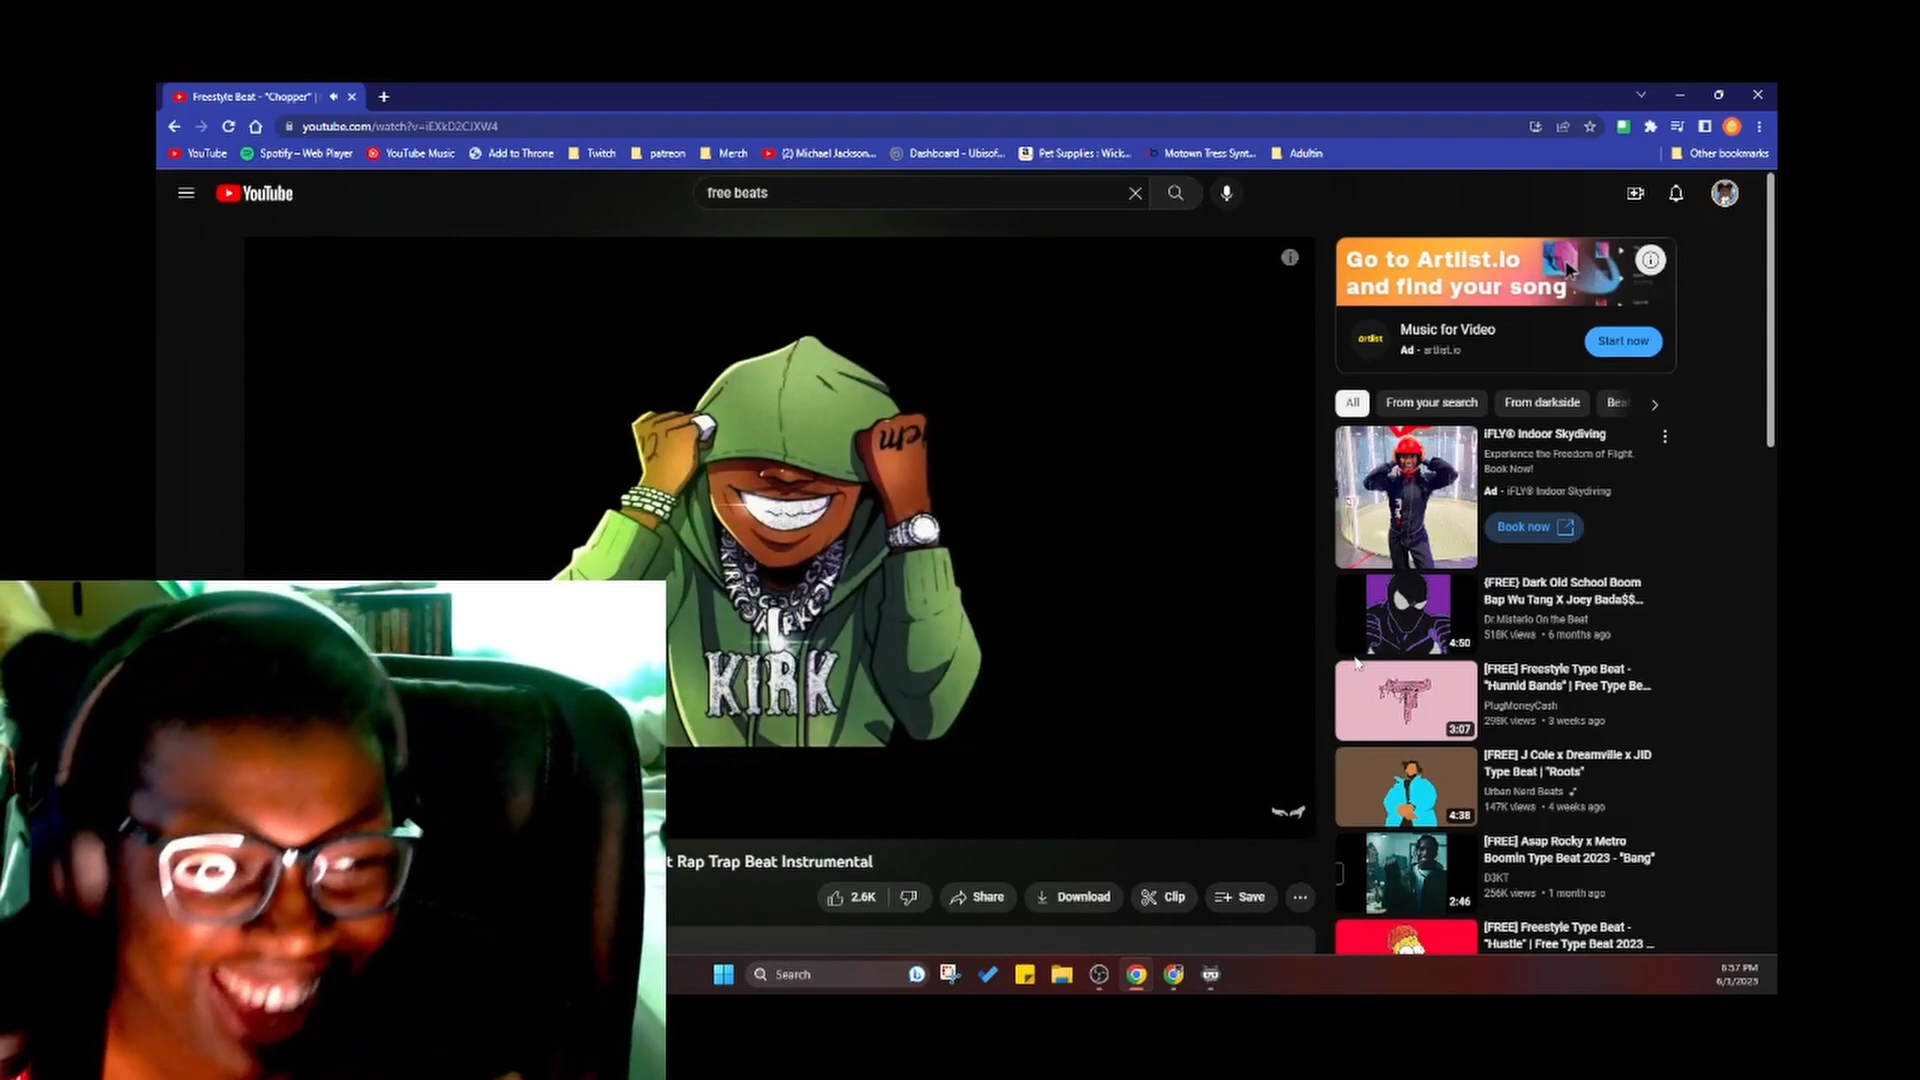 Freestyle Beat - "Chopper" |
youtube.com/watch?v=iEXkD2CJXW4
YouTube
Spotify – Web Player
YouTube Music
Add to Throne
Twitch
patreon
Merch
(2) Michael Jackson...
Dashboard - Ubisof...
Pet Supplies : Wick...
Motown Tress Synt...
Adultin
Other bookmarks
YouTube
free beats
KIRK
t Rap Trap Beat Instrumental
2.6K
Share
Download
Clip
Save
Go to Artlist.io
and find your song
artlist
Music for Video
Ad - artlist.io
Start now
All
From your search
From darkside
Bea
iFLY® Indoor Skydiving
Experience the Freedom of Flight.
Book Now!
Ad - iFLY® Indoor Skydiving
Book now
{FREE} Dark Old School Boom
Bap Wu Tang X Joey Bada$$...
Dr. Misterio On the Beat
518K views • 6 months ago
4:50
[FREE] Freestyle Type Beat -
"Hunnid Bands" | Free Type Be...
PlugMoneyCash
298K views • 3 weeks ago
3:07
[FREE] J Cole x Dreamville x JID
Type Beat | "Roots"
Urban Nerd Beats
147K views • 4 weeks ago
4:38
[FREE] Asap Rocky x Metro
Boomin Type Beat 2023 - "Bang"
D3KT
256K views • 1 month ago
2:46
[FREE] Freestyle Type Beat -
"Hustle" | Free Type Beat 2023 ...
Search
6/1/2023